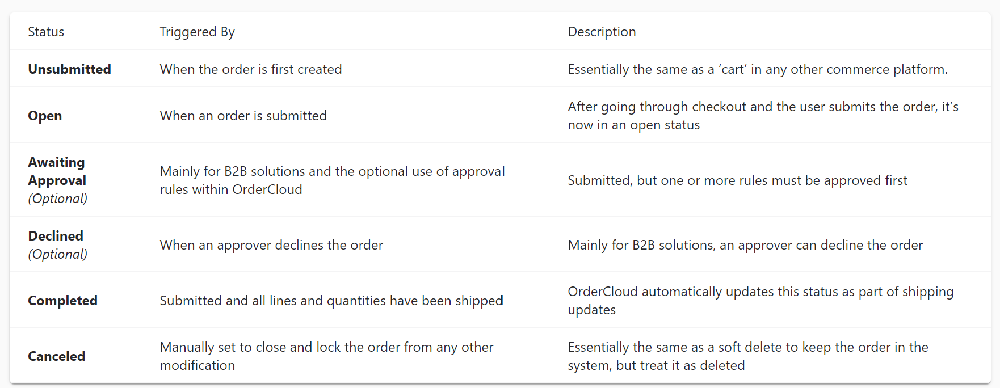 Status Triggered By Description
Unsubmitted When the order is first created Essentially the same as a ‘cart’ in any other commerce platform.
Open When an order is submitted After going through checkout and the user submits the order, it’s
now in an open status
Awaiting
Approval
(Optional)
Mainly for B2B solutions and the optional use of approval
rules within OrderCloud
Submitted, but one or more rules must be approved first
Declined
(Optional)
When an approver declines the order
Mainly for B2B solutions, an approver can decline the order
Completed Submitted and all lines and quantities have been shipped OrderCloud automatically updates this status as part of shipping
updates
Canceled
Manually set to close and lock the order from any other
modification
Essentially the same as a soft delete to keep the order in the
system, but treat it as deleted